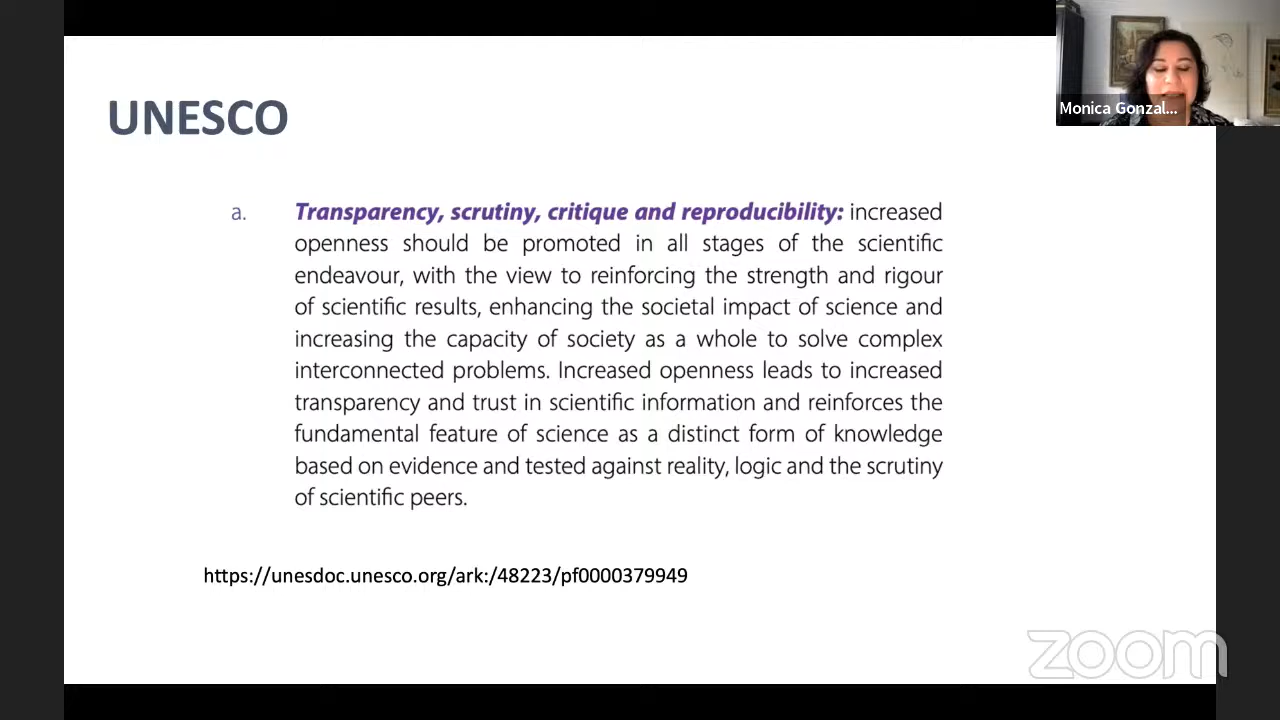 UNESCO
Monica Gonzal...
a. Transparency, scrutiny, critique and reproducibility: increased
openness should be promoted in all stages of the scientific
endeavour, with the view to reinforcing the strength and rigour
of scientific results, enhancing the societal impact of science and
increasing the capacity of society as a whole to solve complex
interconnected problems. Increased openness leads to increased
transparency and trust in scientific information and reinforces the
fundamental feature of science as a distinct form of knowledge
based on evidence and tested against reality, logic and the scrutiny
of scientific peers.
https://unesdoc.unesco.org/ark:/48223/pf0000379949
zoom